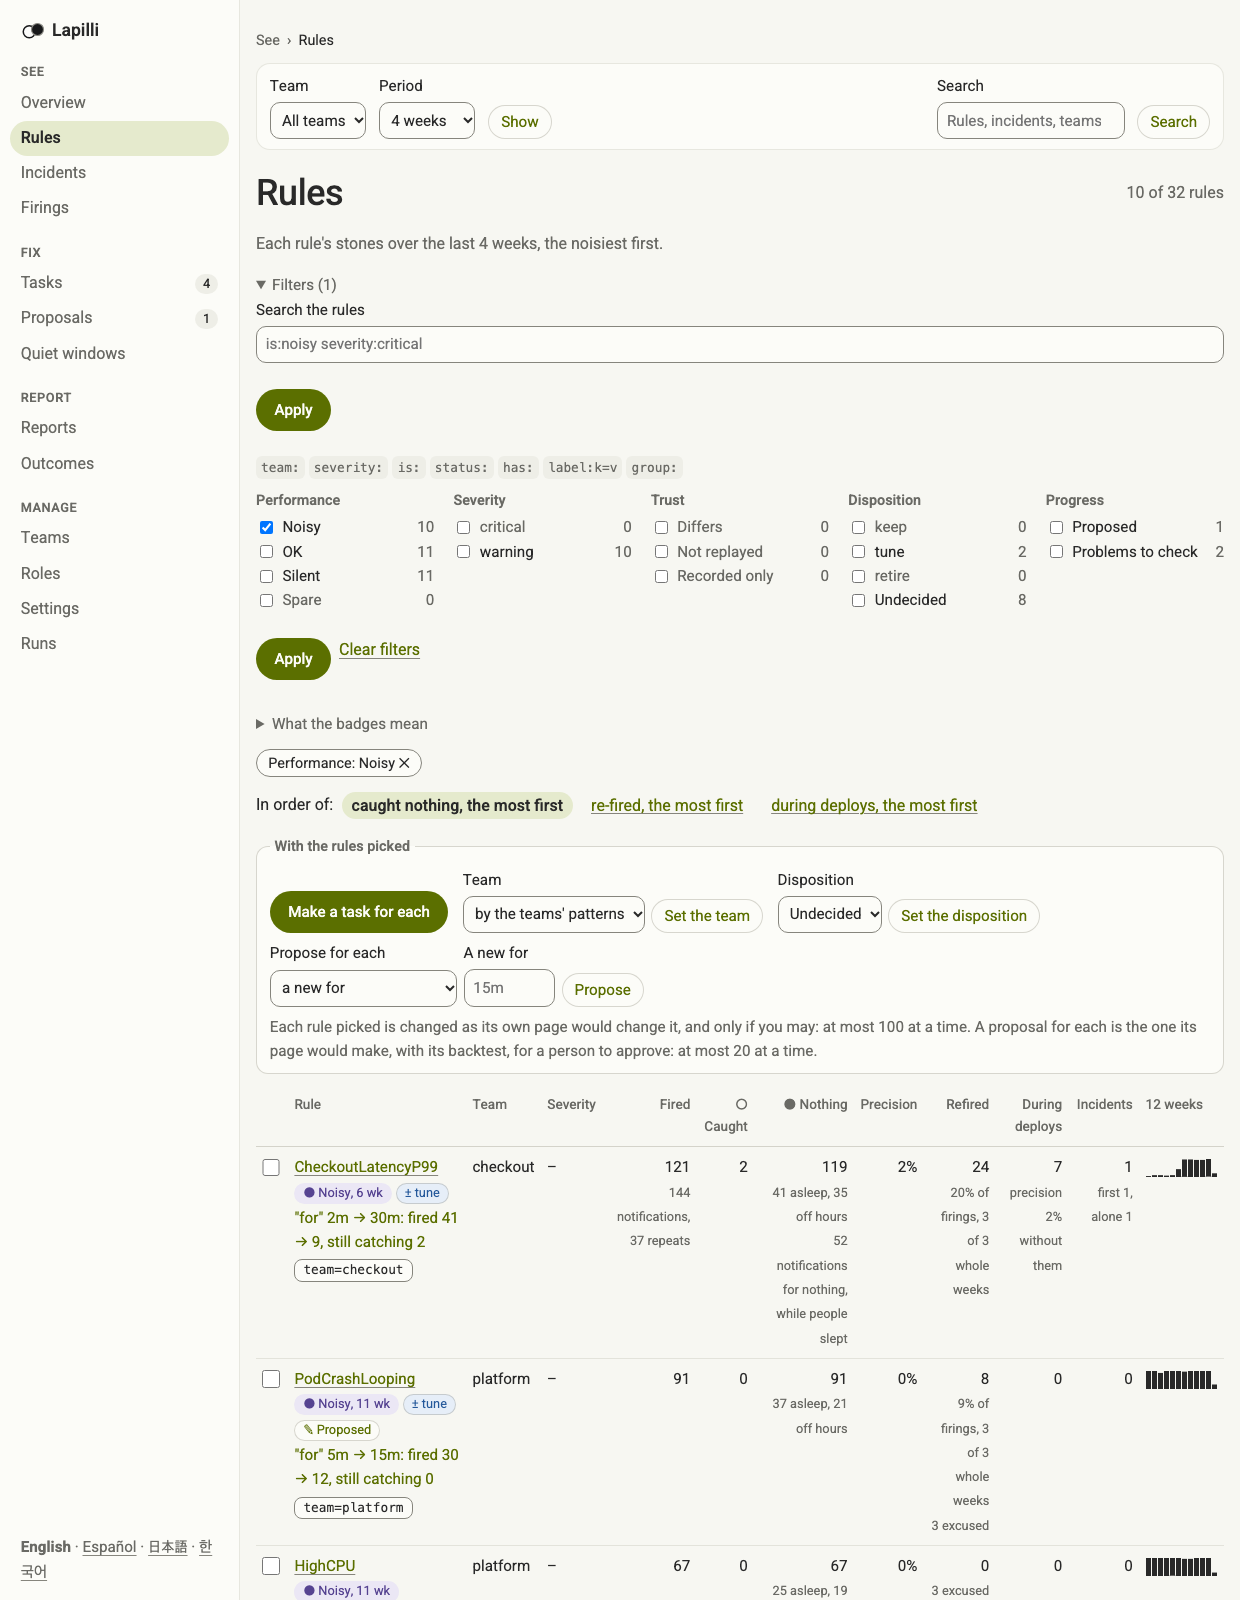 Lapilli
SEE
Overview
Rules
Incidents
Firings
FIX
Tasks 4
Proposals 1
Quiet windows
REPORT
Reports
Outcomes
MANAGE
Teams
Roles
Settings
Runs
English · Español · 日本語 · 한
국어
See › Rules
Team Period Search
All teams 4 weeks Show Rules, incidents, teams Search
Rules 10 of 32 rules
Each rule's stones over the last 4 weeks, the noisiest first.
▼ Filters (1)
Search the rules
is:noisy severity:critical
Apply
team: severity: is: status: has: label:k=v group:
Performance Severity Trust Disposition Progress
Noisy 10 critical 0 Differs 0 keep 0 Proposed 1
OK 11 warning 10 Not replayed 0 tune 2 Problems to check 2
Silent 11 Recorded only 0 retire 0
Spare 0 Undecided 8
Apply Clear filters
▶ What the badges mean
Performance: Noisy ✕
In order of: caught nothing, the most first re-fired, the most first during deploys, the most first
With the rules picked
Team Disposition
Make a task for each by the teams' patterns Set the team Undecided Set the disposition
Propose for each A new for
a new for 15m Propose
Each rule picked is changed as its own page would change it, and only if you may: at most 100 at a time. A proposal for each is the one its
page would make, with its backtest, for a person to approve: at most 20 at a time.
Rule Team Severity Fired ○ ● Nothing Precision Refired During Incidents 12 weeks
Caught deploys
CheckoutLatencyP99 checkout – 121 2 119 2% 24 7 1
● Noisy, 6 wk ± tune 144 41 asleep, 35 20% of precision first 1,
"for" 2m → 30m: fired 41 notifications, off hours firings, 3 2% alone 1
→ 9, still catching 2 37 repeats 52 of 3 without
team=checkout notifications whole them
for nothing, weeks
while people
slept
PodCrashLooping platform – 91 0 91 0% 8 0 0
● Noisy, 11 wk ± tune 37 asleep, 21 9% of
✎ Proposed off hours firings, 3
"for" 5m → 15m: fired 30 of 3
→ 12, still catching 0 whole
team=platform weeks
3 excused
HighCPU platform – 67 0 67 0% 0 0 0
● Noisy, 11 wk 25 asleep, 19 3 excused